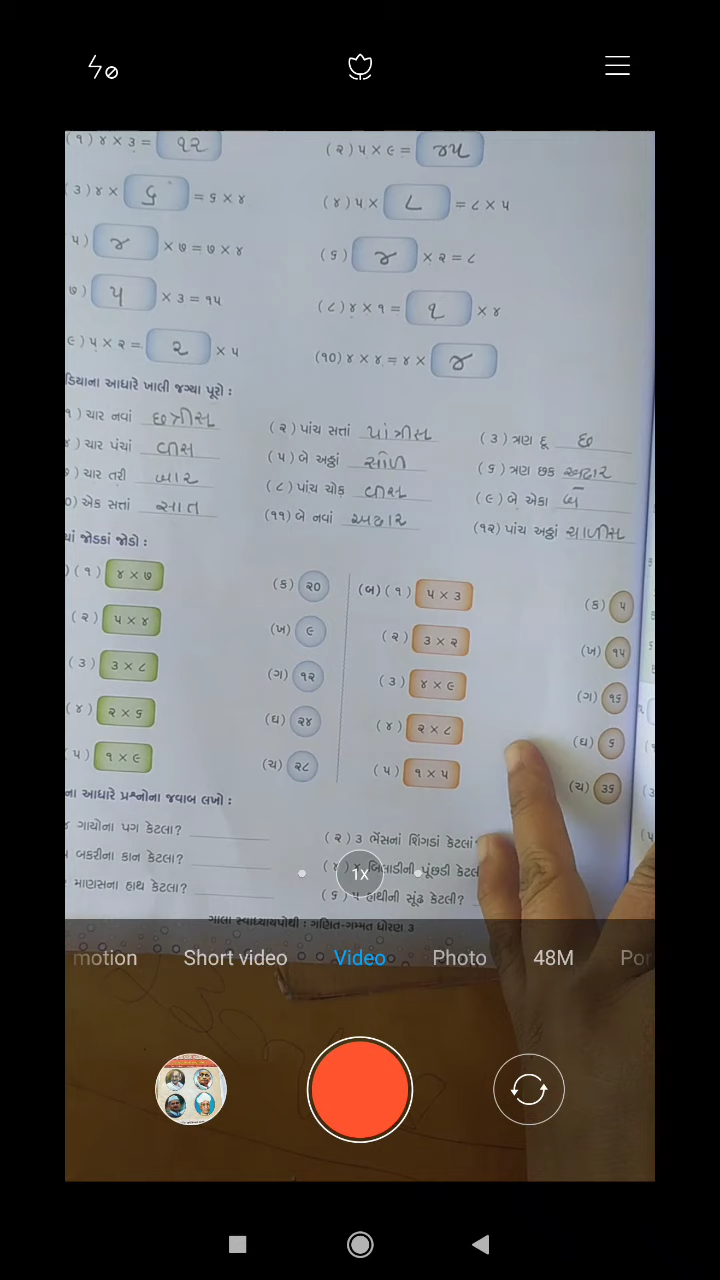 (૧) ૪ × ૩ = ૧૨
(૨) ૫ × ૯ = ૪૫
૩) ૪ × ૬ = ૬ × ૪
(૪) ૫ × ૮ = ૮ × ૫
૫) ૪ × ૭ = ૭ × ૪
(૬) ૪ × ૨ = ૮
૭) ૫ × ૩ = ૧૫
(૮) ૪ × ૧ = ૧ × ૪
૯) ૫ × ૨ = ૨ × ૫
(૧૦) ૪ × ૪ = ૪ × ૪
ડિયાના આધારે ખાલી જગ્યા પૂરો :
૧) ચાર નવાં છત્રીસ
(૨) પાંચ સત્તાં પાંત્રીસ
(૩) ત્રણ દૂ છ
૪) ચાર પંચાં વીસ
(૫) બે અઠ્ઠાં સોળ
(૬) ત્રણ છક અઢાર
) ચાર તરી બાર
(૮) પાંચ ચોક વીસ
(૯) બે એકા બે
૦) એક સત્તાં સાત
(૧૧) બે નવાં અઢાર
(૧૨) પાંચ અઠ્ઠાં ચાળીસ
જોડકાં જોડો :
) (૧) ૪ × ૭ (ક) ૨૦
(૨) ૫ × ૪ (ખ) ૯
(૩) ૩ × ૮ (ગ) ૧૨
(૪) ૨ × ૬ (ઘ) ૨૪
૫) ૧ × ૯ (ચ) ૨૮
(બ) (૧) ૫ × ૩ (ક) ૫
(૨) ૩ × ૨ (ખ) ૧૫
(૩) ૪ × ૯ (ગ) ૧૬
(૪) ૨ × ૮ (ઘ) ૬
(૫) ૧ × ૫ (ચ) ૩૬
ના આધારે પ્રશ્નોના જવાબ લખો :
ગાયોના પગ કેટલા?
(૨) ૩ ભેંસનાં શિંગડાં કેટલાં
બકરીના કાન કેટલા?
(૪) બિલાડીની પૂંછડી કેટલ
માણસના હાથ કેટલા?
(૬) ૫ હાથીની સૂંઢ કેટલી?
ગાલા સ્વાધ્યાયપોથી : ગણિત-ગમ્મત ધોરણ ૩
1X
motion Short video Video Photo 48M Por